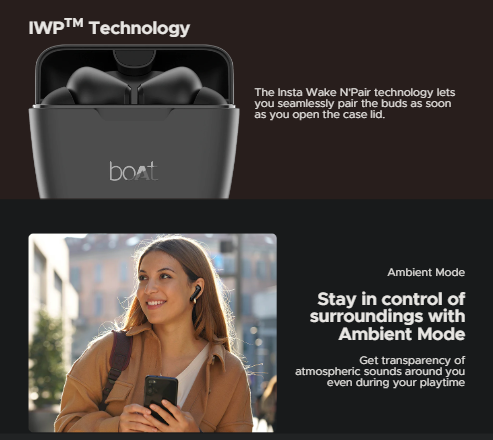 IWP™ Technology
The Insta Wake N'Pair technology lets
you seamlessly pair the buds as soon
as you open the case lid.
boAt
Ambient Mode
Stay in control of
surroundings with
Ambient Mode
Get transparency of
atmospheric sounds around you
even during your playtime